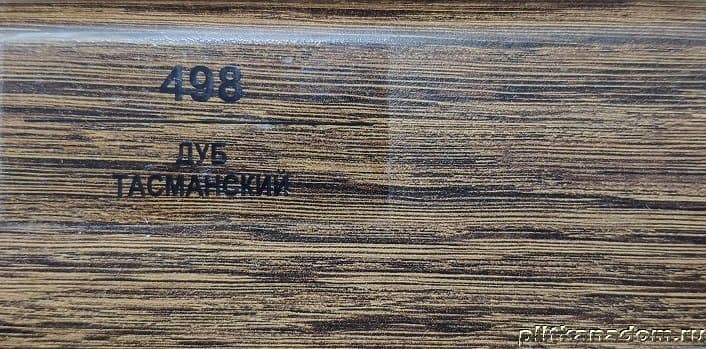 498
ДУБ
ТАСМАНСКИЙ
plitkanadom.ru